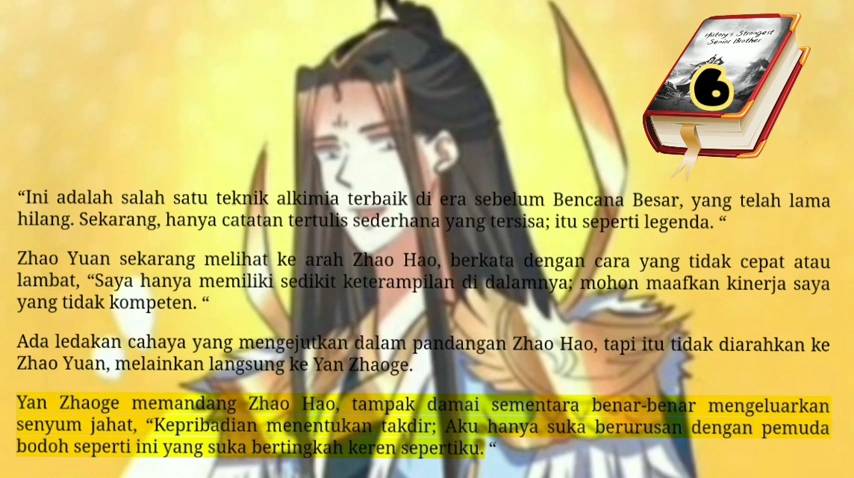 History's Strongest
Senior Brother
6
“Ini adalah salah satu teknik alkimia terbaik di era sebelum Bencana Besar, yang telah lama
hilang. Sekarang, hanya catatan tertulis sederhana yang tersisa; itu seperti legenda. “
Zhao Yuan sekarang melihat ke arah Zhao Hao, berkata dengan cara yang tidak cepat atau
lambat, “Saya hanya memiliki sedikit keterampilan di dalamnya; mohon maafkan kinerja saya
yang tidak kompeten. “
Ada ledakan cahaya yang mengejutkan dalam pandangan Zhao Hao, tapi itu tidak diarahkan ke
Zhao Yuan, melainkan langsung ke Yan Zhaoge.
Yan Zhaoge memandang Zhao Hao, tampak damai sementara benar-benar mengeluarkan
senyum jahat, “Kepribadian menentukan takdir; Aku hanya suka berurusan dengan pemuda
bodoh seperti ini yang suka bertingkah keren sepertiku. “